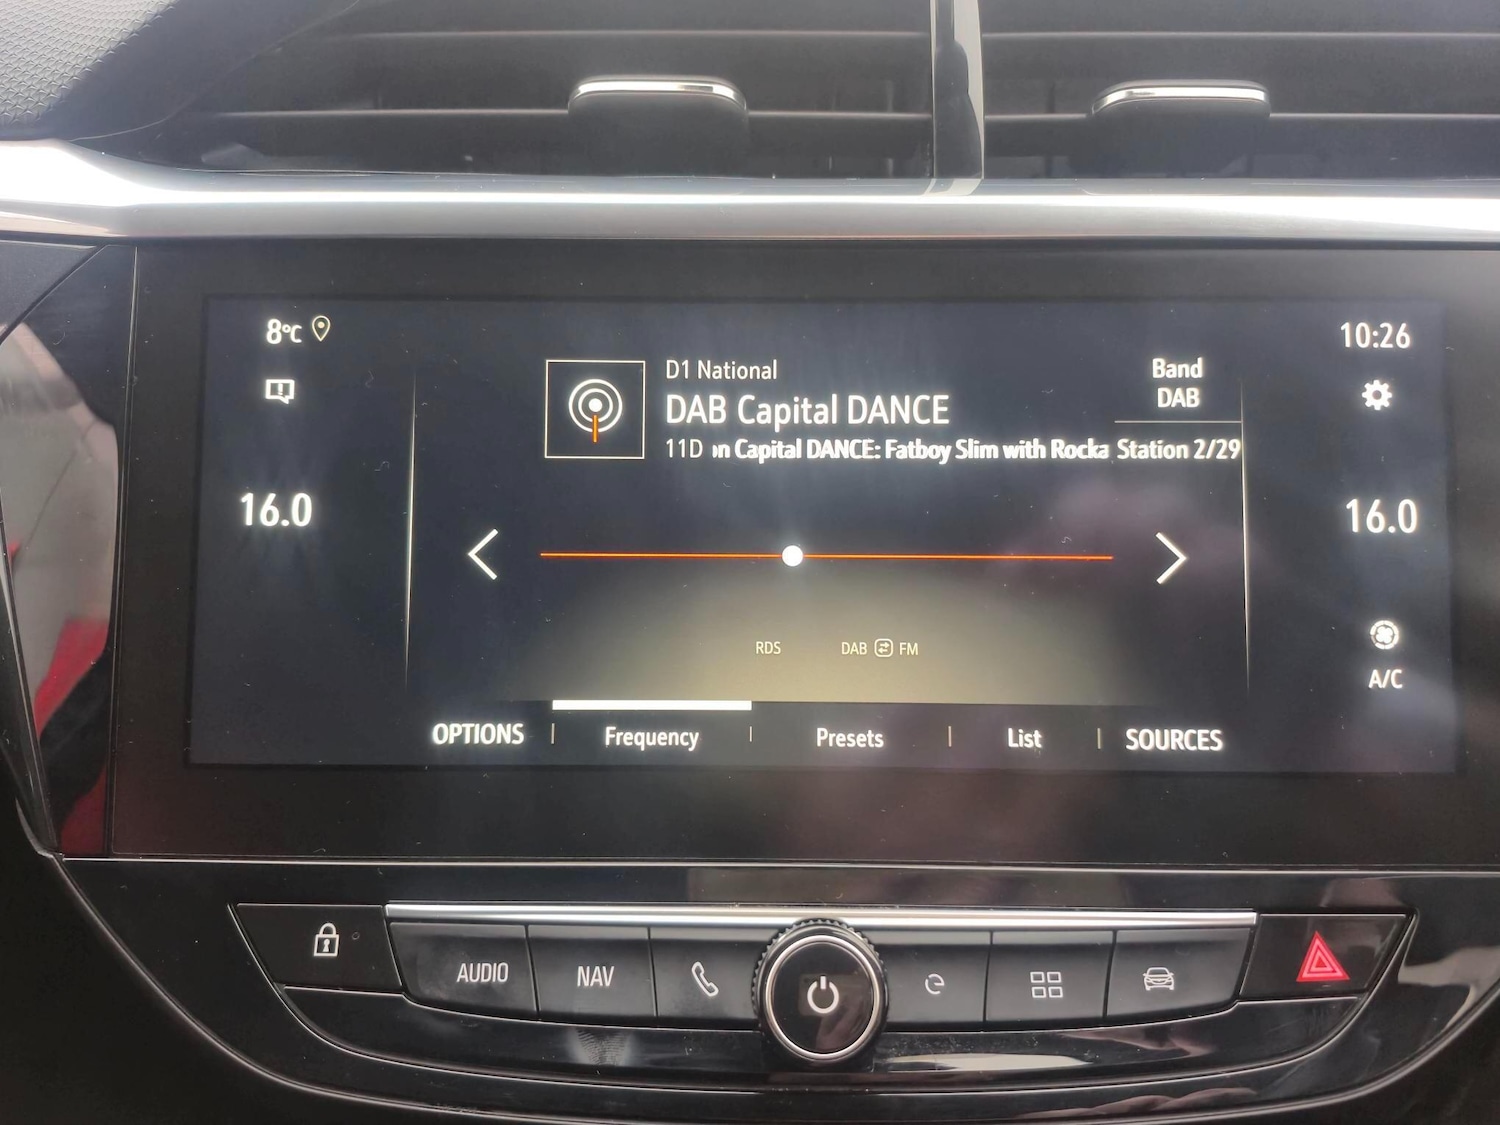 8°C
10:26
D1 National
Band
DAB Capital DANCE
DAB
11D on Capital DANCE: Fatboy Slim with Rocka Station 2/29
16.0
16.0
RDS DAB FM
A/C
OPTIONS Frequency Presets List SOURCES
AUDIO NAV